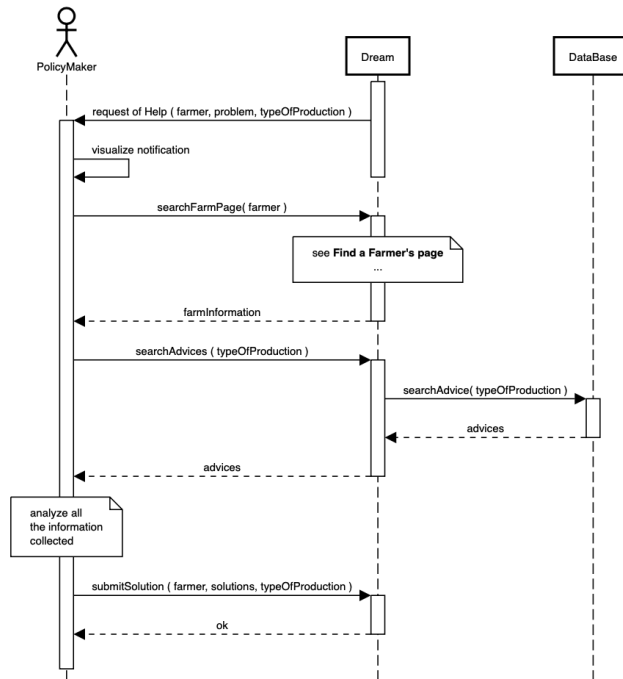 PolicyMaker
Dream
DataBase
request of Help ( farmer, problem, typeOfProduction )
visualize notification
searchFarmPage( farmer )
see Find a Farmer's page
...
farmInformation
searchAdvices ( typeOfProduction )
searchAdvice( typeOfProduction )
advices
advices
analyze all
the information
collected
submitSolution ( farmer, solutions, typeOfProduction )
ok